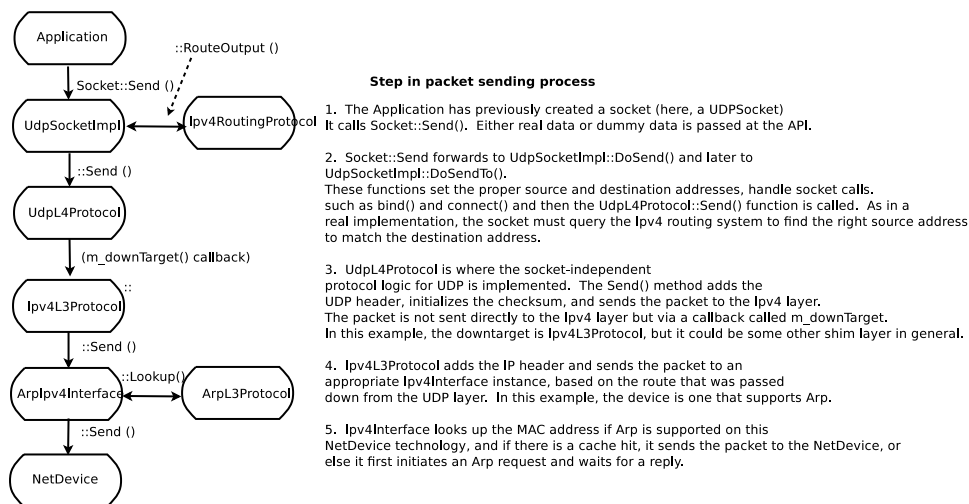 Application
::RouteOutput ()
Socket::Send ()
UdpSocketImpl
Ipv4RoutingProtocol
::Send ()
UdpL4Protocol
(m_downTarget() callback)
::
Ipv4L3Protocol
::Send ()
::Lookup()
ArpIpv4Interface
ArpL3Protocol
::Send ()
NetDevice
Step in packet sending process
1. The Application has previously created a socket (here, a UDPSocket)
It calls Socket::Send(). Either real data or dummy data is passed at the API.
2. Socket::Send forwards to UdpSocketImpl::DoSend() and later to
UdpSocketImpl::DoSendTo().
These functions set the proper source and destination addresses, handle socket calls.
such as bind() and connect() and then the UdpL4Protocol::Send() function is called. As in a
real implementation, the socket must query the Ipv4 routing system to find the right source address
to match the destination address.
3. UdpL4Protocol is where the socket-independent
protocol logic for UDP is implemented. The Send() method adds the
UDP header, initializes the checksum, and sends the packet to the Ipv4 layer.
The packet is not sent directly to the Ipv4 layer but via a callback called m_downTarget.
In this example, the downtarget is Ipv4L3Protocol, but it could be some other shim layer in general.
4. Ipv4L3Protocol adds the IP header and sends the packet to an
appropriate Ipv4Interface instance, based on the route that was passed
down from the UDP layer. In this example, the device is one that supports Arp.
5. Ipv4Interface looks up the MAC address if Arp is supported on this
NetDevice technology, and if there is a cache hit, it sends the packet to the NetDevice, or
else it first initiates an Arp request and waits for a reply.